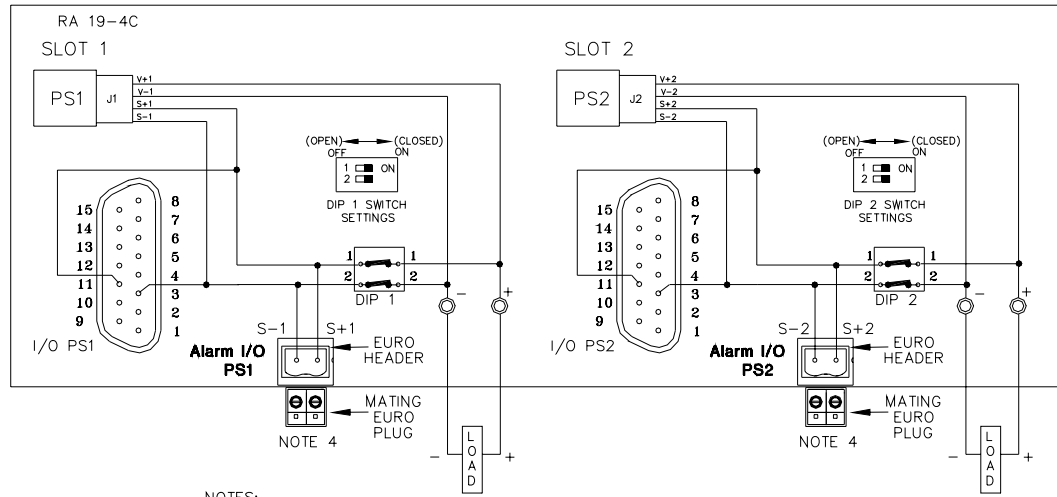 RA 19-4C
SLOT 1
PS1
J1
V+1
V-1
S+1
S-1
(OPEN) (CLOSED)
OFF ON
1 ON
2
DIP 1 SWITCH
SETTINGS
15
14
13
12
11
10
9
8
7
6
5
4
3
2
1
I/O PS1
1 1
2 2
DIP 1
- +
S-1 S+1
Alarm I/O
PS1
EURO
HEADER
MATING
EURO
PLUG
NOTE 4
- LOAD +
SLOT 2
PS2
J2
V+2
V-2
S+2
S-2
(OPEN) (CLOSED)
OFF ON
1 ON
2
DIP 2 SWITCH
SETTINGS
15
14
13
12
11
10
9
8
7
6
5
4
3
2
1
I/O PS2
1 1
2 2
DIP 2
- +
S-2 S+2
Alarm I/O
PS2
EURO
HEADER
MATING
EURO
PLUG
NOTE 4
- LOAD +
NOTES: